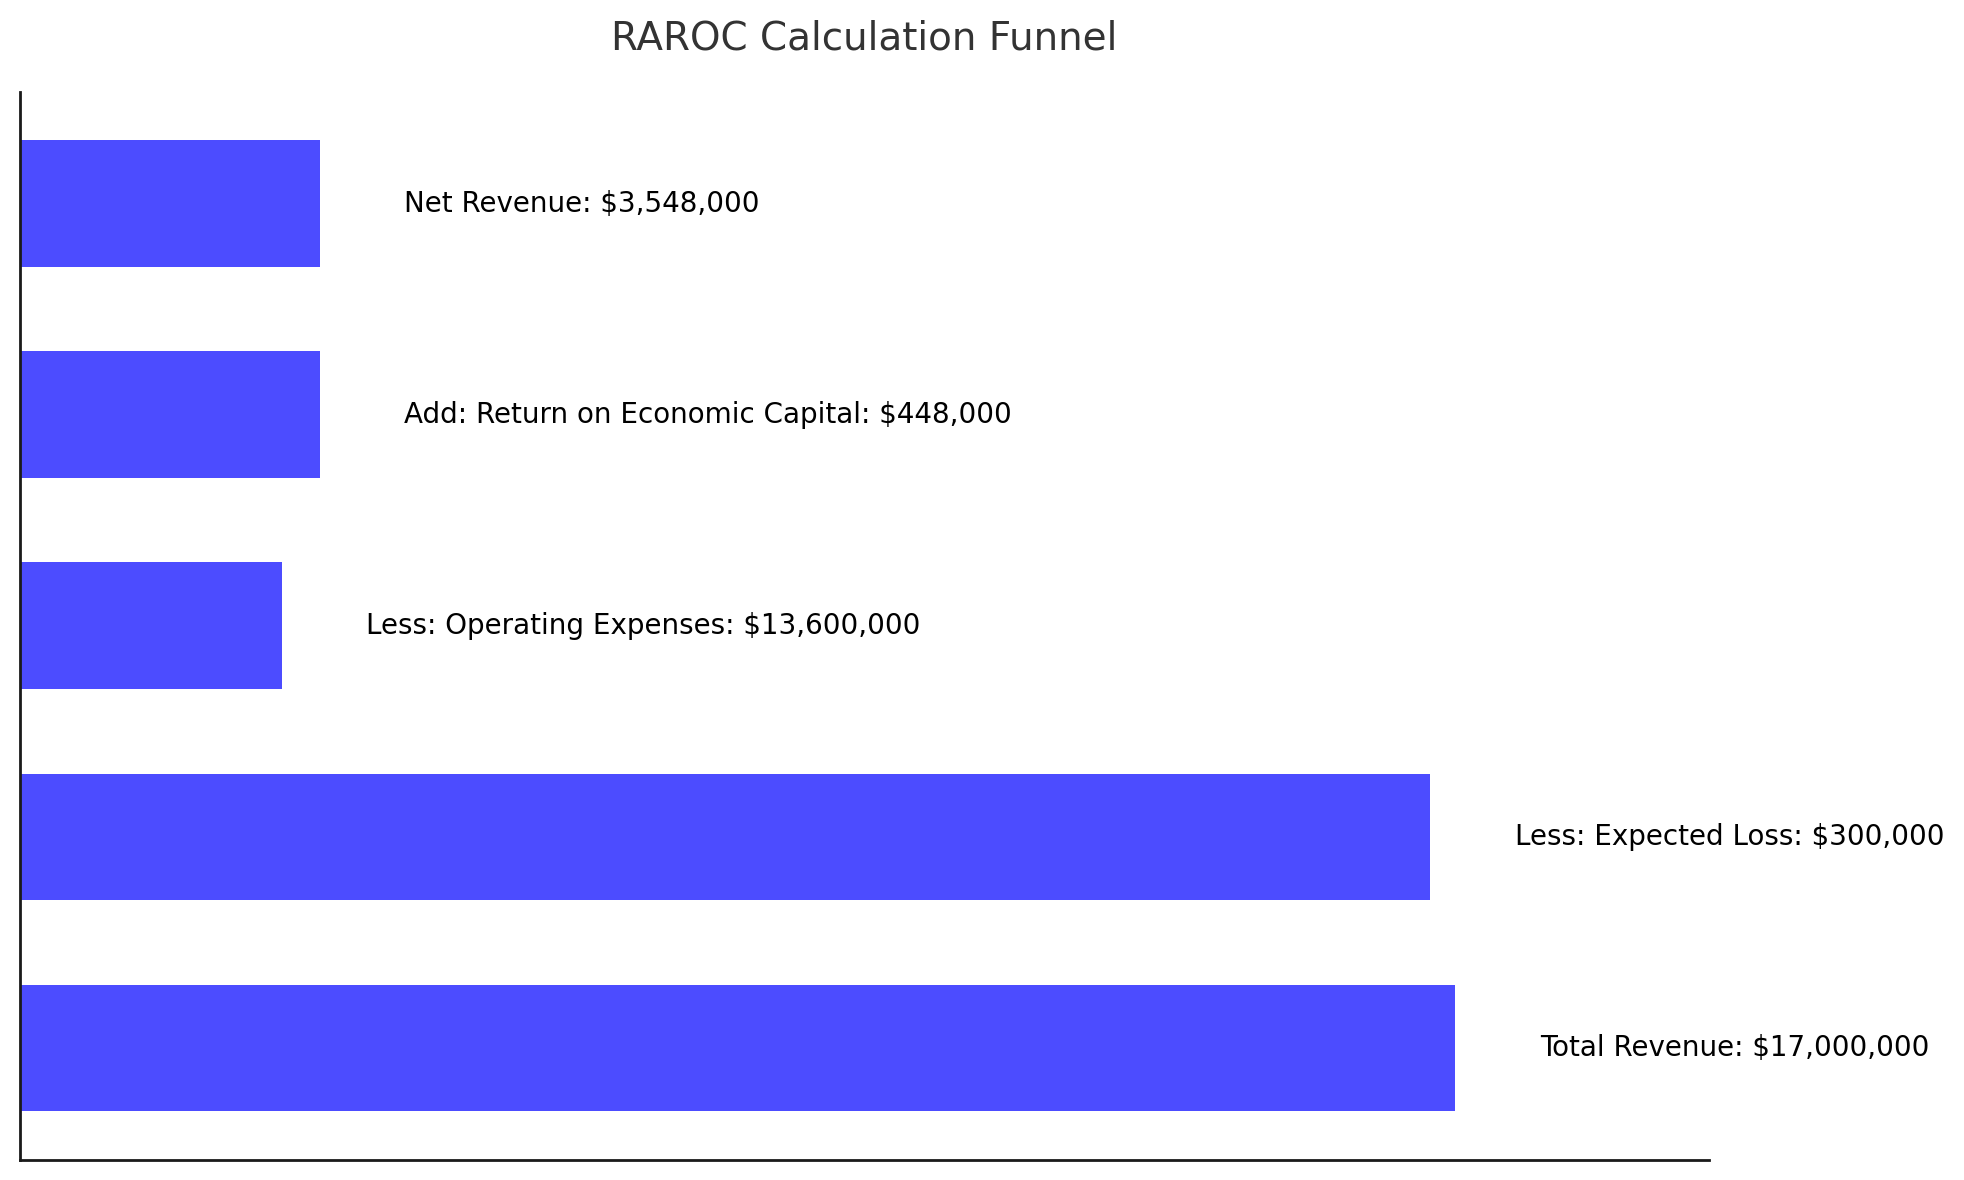 RAROC Calculation Funnel
Net Revenue: $3,548,000
Add: Return on Economic Capital: $448,000
Less: Operating Expenses: $13,600,000
Less: Expected Loss: $300,000
Total Revenue: $17,000,000